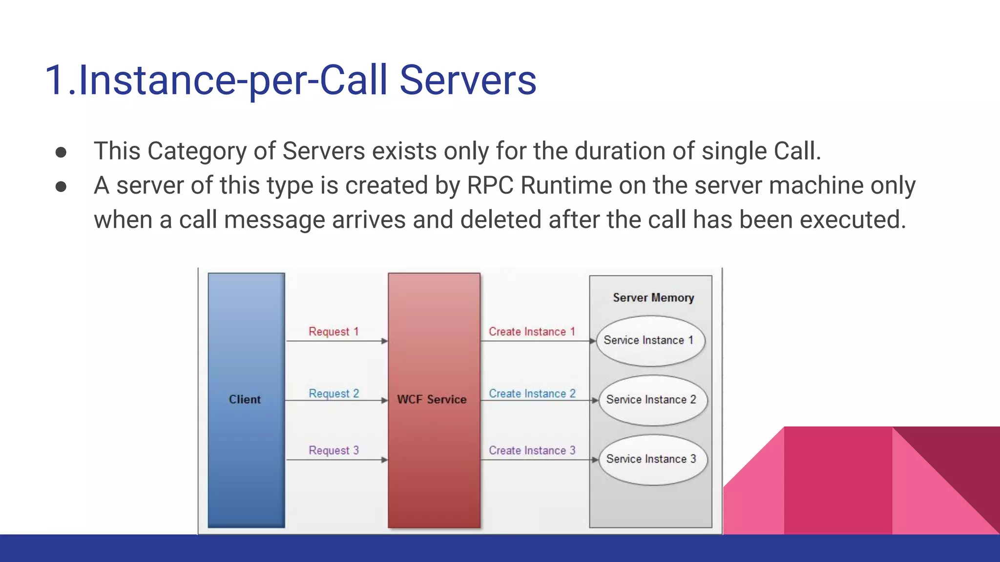 1.Instance-per-Call Servers
● This Category of Servers exists only for the duration of single Call.
● A server of this type is created by RPC Runtime on the server machine only
when a call message arrives and deleted after the call has been executed.
Server Memory
Request 1
Create Instance 1
Service Instance 1
Client
Request 2
WCF Service
Create Instance 2
Service Instance 2
Request 3
Create Instance 3
Service Instance 3